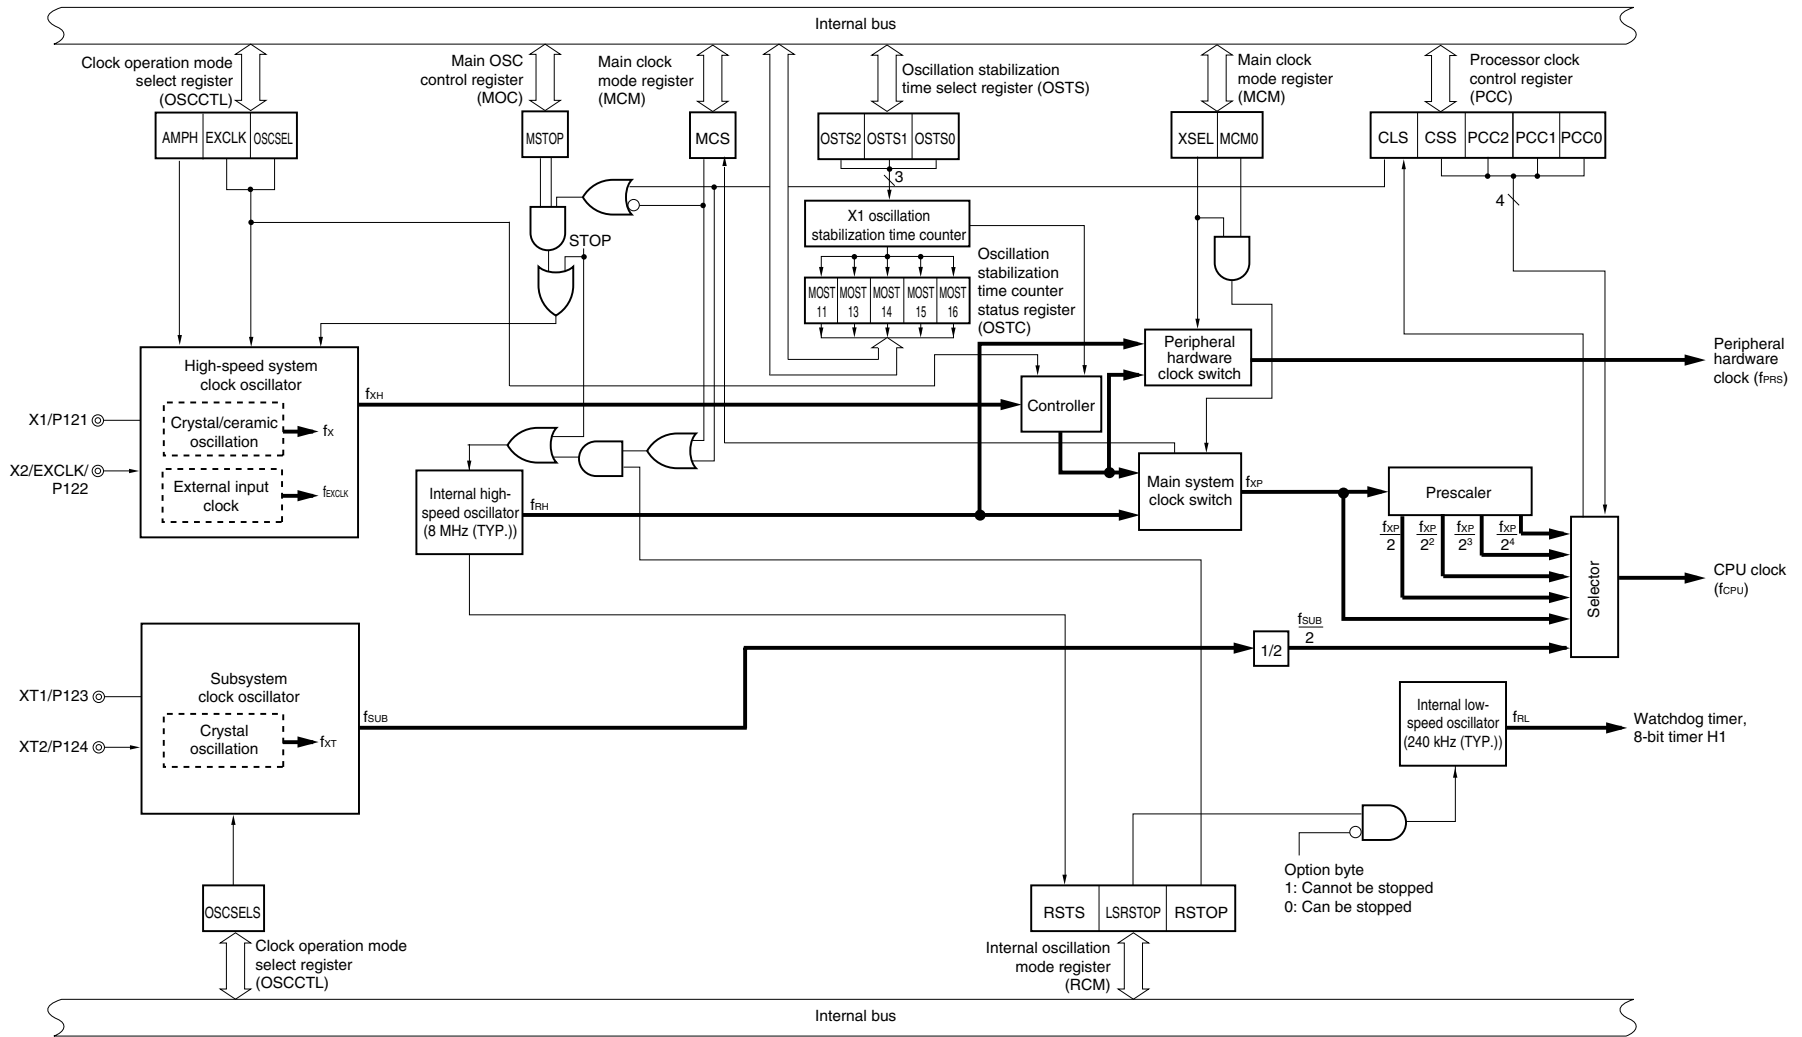 Internal bus
Clock operation mode
select register
(OSCCTL)
Main OSC
control register
(MOC)
Main clock
mode register
(MCM)
Oscillation stabilization
time select register (OSTS)
Main clock
mode register
(MCM)
Processor clock
control register
(PCC)
AMPH EXCLK OSCSEL
MSTOP
MCS
OSTS2 OSTS1 OSTS0
XSEL MCM0
CLS CSS PCC2 PCC1 PCC0
3
4
X1 oscillation
stabilization time counter
STOP
Oscillation
stabilization
time counter
status register
(OSTC)
MOST MOST MOST MOST MOST
11 13 14 15 16
High-speed system
clock oscillator
Crystal/ceramic
oscillation
fX
External input
clock
fEXCLK
X1/P121
X2/EXCLK/
P122
fXH
Controller
Peripheral
hardware
clock switch
Peripheral
hardware
clock (fPRS)
Internal high-
speed oscillator
(8 MHz (TYP.))
fRH
Main system
clock switch
fXP
Prescaler
fXP fXP fXP fXP
2 2² 2³ 2⁴
Selector
CPU clock
(fCPU)
fSUB
2
1/2
Subsystem
clock oscillator
Crystal
oscillation
fXT
XT1/P123
XT2/P124
fSUB
Internal low-
speed oscillator
(240 kHz (TYP.))
fRL
Watchdog timer,
8-bit timer H1
Option byte
1: Cannot be stopped
0: Can be stopped
OSCSELS
RSTS LSRSTOP RSTOP
Clock operation mode
select register
(OSCCTL)
Internal oscillation
mode register
(RCM)
Internal bus